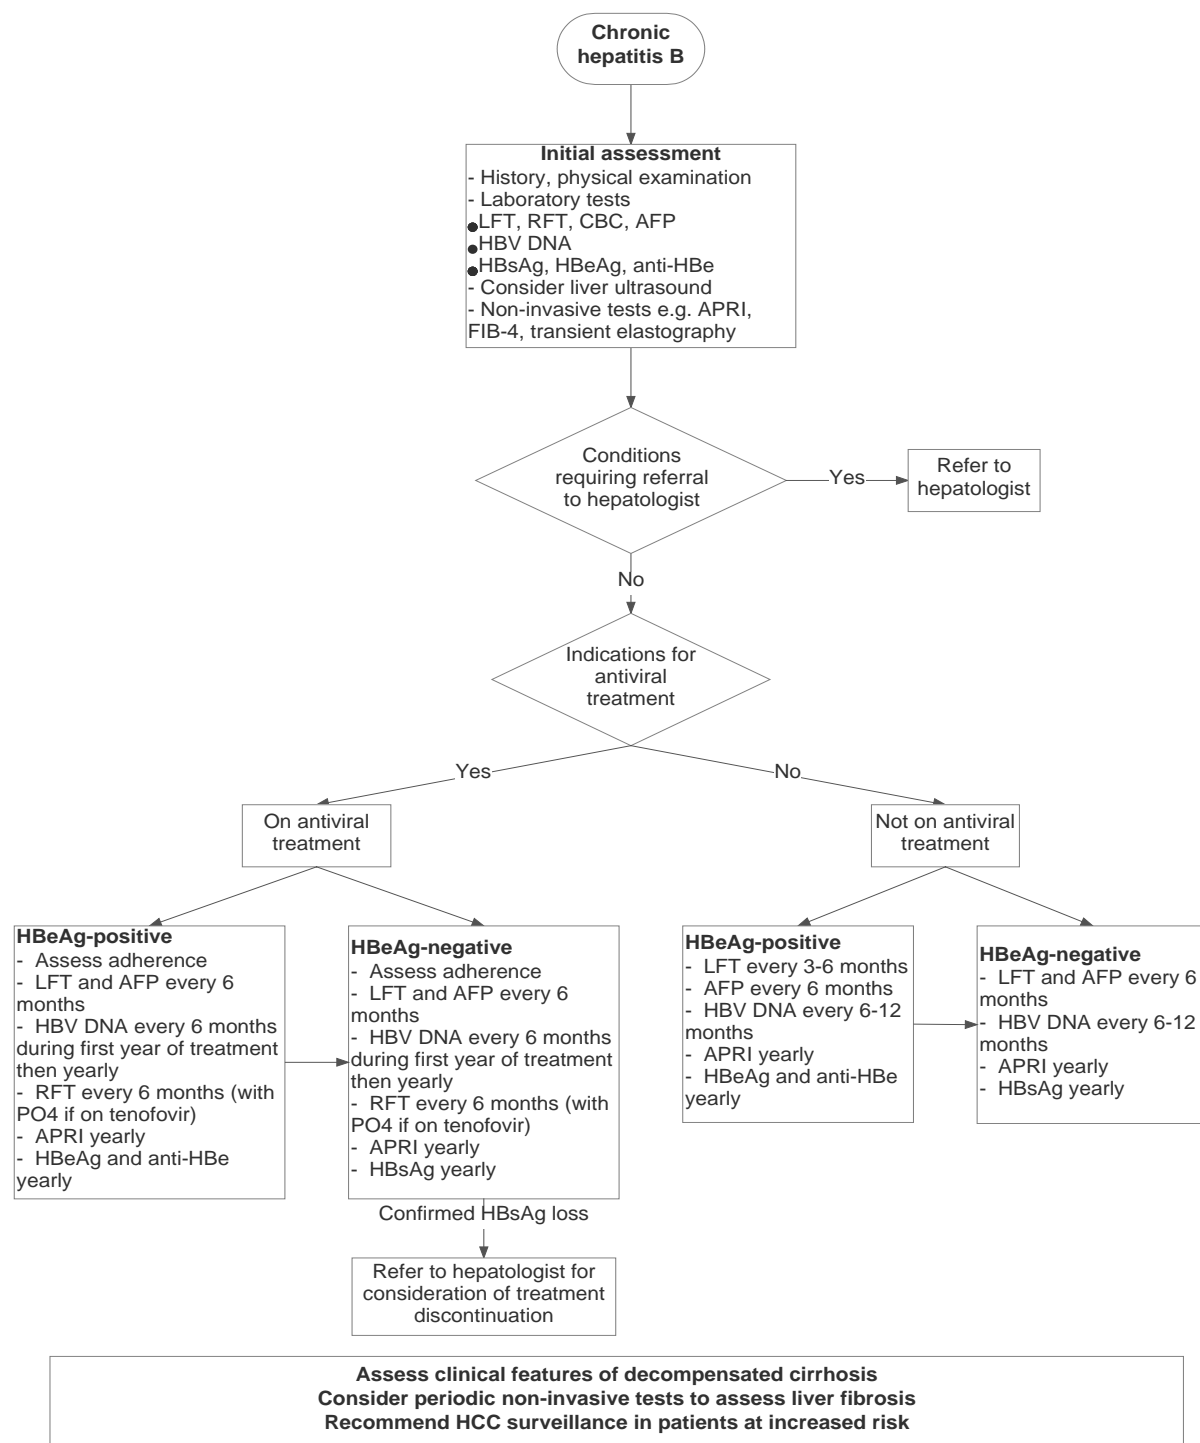 Chronic
hepatitis B
Initial assessment
- History, physical examination
- Laboratory tests
●LFT, RFT, CBC, AFP
●HBV DNA
●HBsAg, HBeAg, anti-HBe
- Consider liver ultrasound
- Non-invasive tests e.g. APRI,
FIB-4, transient elastography
Conditions
requiring referral
to hepatologist
Yes
Refer to
hepatologist
No
Indications for
antiviral
treatment
Yes
No
On antiviral
treatment
Not on antiviral
treatment
HBeAg-positive
- Assess adherence
- LFT and AFP every 6
months
- HBV DNA every 6 months
during first year of treatment
then yearly
- RFT every 6 months (with
PO4 if on tenofovir)
- APRI yearly
- HBeAg and anti-HBe
yearly
HBeAg-negative
- Assess adherence
- LFT and AFP every 6
months
- HBV DNA every 6 months
during first year of treatment
then yearly
- RFT every 6 months (with
PO4 if on tenofovir)
- APRI yearly
- HBsAg yearly
HBeAg-positive
- LFT every 3-6 months
- AFP every 6 months
- HBV DNA every 6-12
months
- APRI yearly
- HBeAg and anti-HBe
yearly
HBeAg-negative
- LFT and AFP every 6
months
- HBV DNA every 6-12
months
- APRI yearly
- HBsAg yearly
Confirmed HBsAg loss
Refer to hepatologist for
consideration of treatment
discontinuation
Assess clinical features of decompensated cirrhosis
Consider periodic non-invasive tests to assess liver fibrosis
Recommend HCC surveillance in patients at increased risk